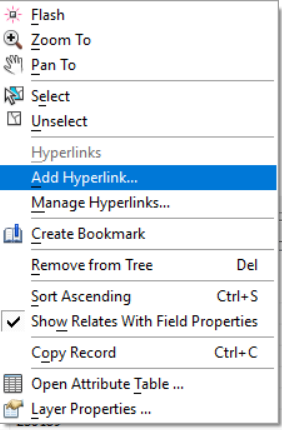 Flash
Zoom To
Pan To
Select
Unselect
Hyperlinks
Add Hyperlink...
Manage Hyperlinks...
Create Bookmark
Remove from Tree Del
Sort Ascending Ctrl+S
Show Relates With Field Properties
Copy Record Ctrl+C
Open Attribute Table ...
Layer Properties ...